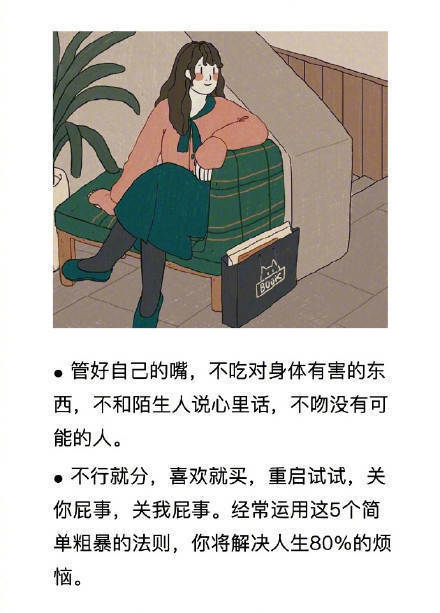 BOOK
● 管好自己的嘴，不吃对身体有害的东
西，不和陌生人说心里话，不吻没有可
能的人。
● 不行就分，喜欢就买，重启试试，关
你屁事，关我屁事。经常运用这5个简
单粗暴的法则，你将解决人生80%的烦
恼。